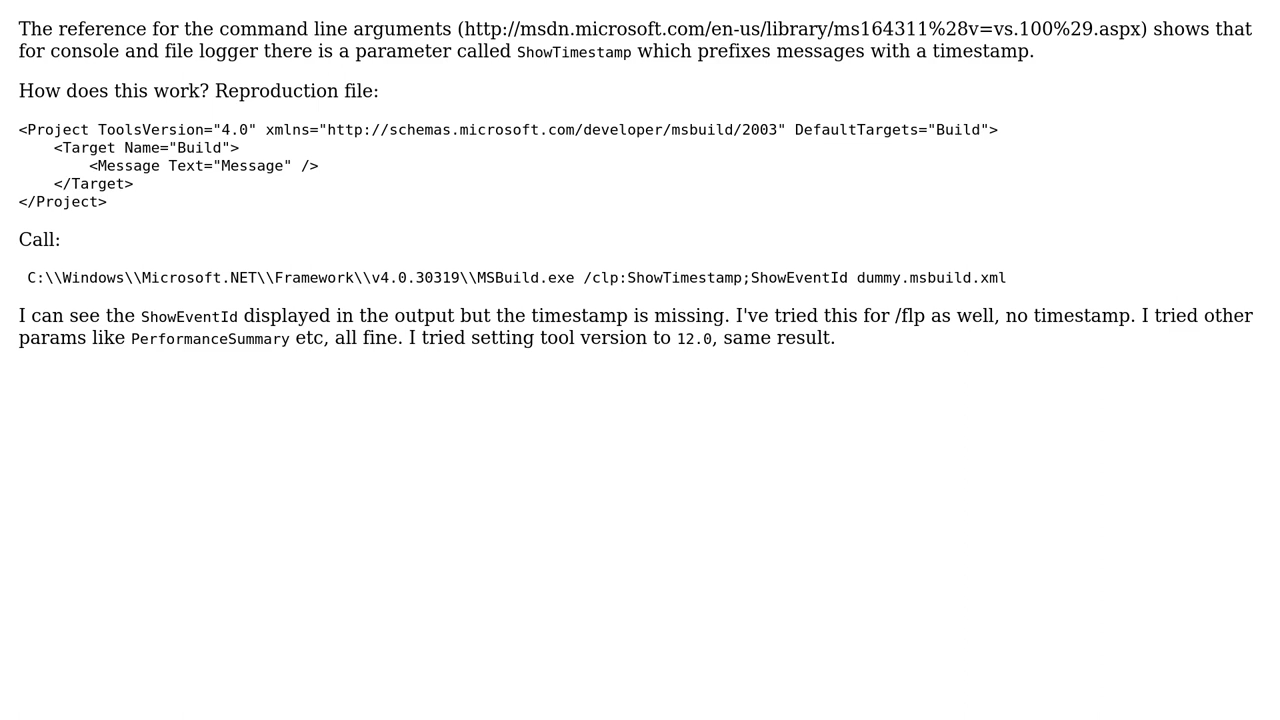 The reference for the command line arguments (http://msdn.microsoft.com/en-us/library/ms164311%28v=vs.100%29.aspx) shows that
for console and file logger there is a parameter called ShowTimestamp which prefixes messages with a timestamp.
How does this work? Reproduction file:
<Project ToolsVersion="4.0" xmlns="http://schemas.microsoft.com/developer/msbuild/2003" DefaultTargets="Build">
    <Target Name="Build">
        <Message Text="Message" />
    </Target>
</Project>
Call:
 C:\\Windows\\Microsoft.NET\\Framework\\v4.0.30319\\MSBuild.exe /clp:ShowTimestamp;ShowEventId dummy.msbuild.xml
I can see the ShowEventId displayed in the output but the timestamp is missing. I've tried this for /flp as well, no timestamp. I tried other
params like PerformanceSummary etc, all fine. I tried setting tool version to 12.0, same result.